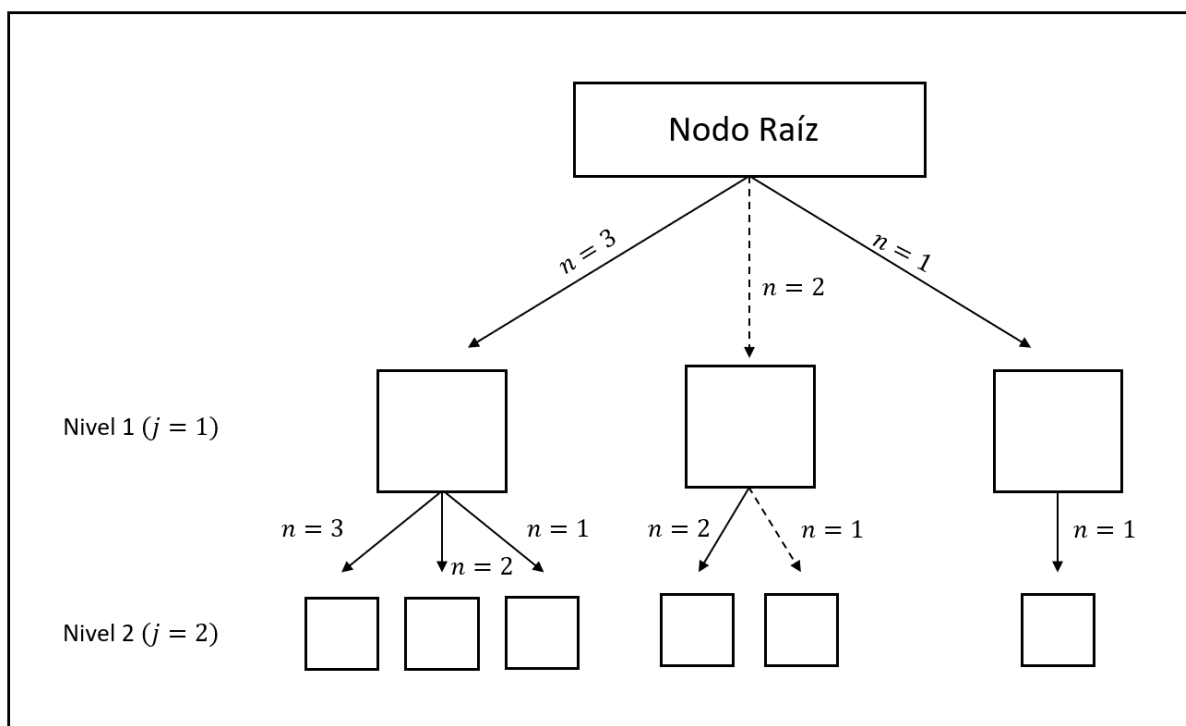 Nodo Raíz
n = 3
n = 2
n = 1
Nivel 1 (j = 1)
n = 3
n = 2
n = 1
n = 2
n = 1
n = 1
Nivel 2 (j = 2)